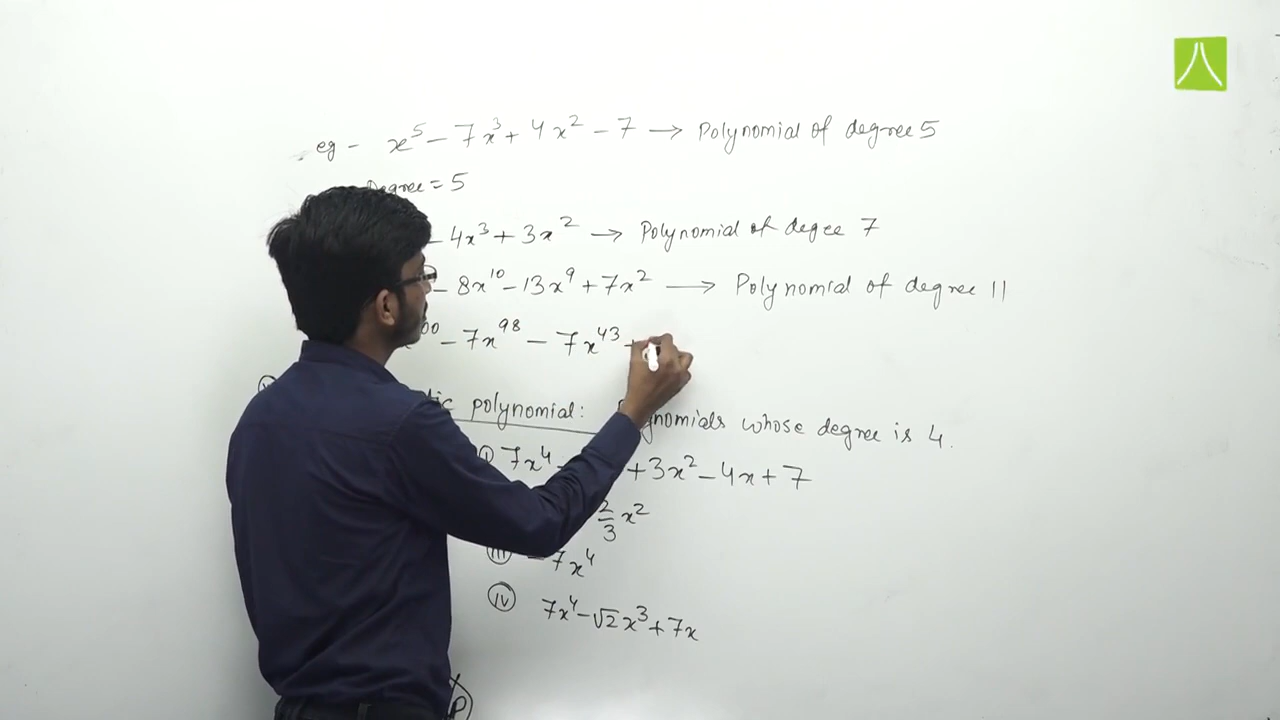 eg - x⁵ - 7x³ + 4x² - 7 → Polynomial of degree 5
Degree = 5
- 4x³ + 3x² → Polynomial of degee 7
- 8x¹⁰ - 13x⁹ + 7x² → Polynomial of degree 11
- 7x⁹⁸ - 7x⁴³
polynomial: whose degree is 4.
7x⁴ + 3x² - 4x + 7
2/3 x²
(iii) - 7x⁴
(iv) 7x⁴ - √2x³ + 7x